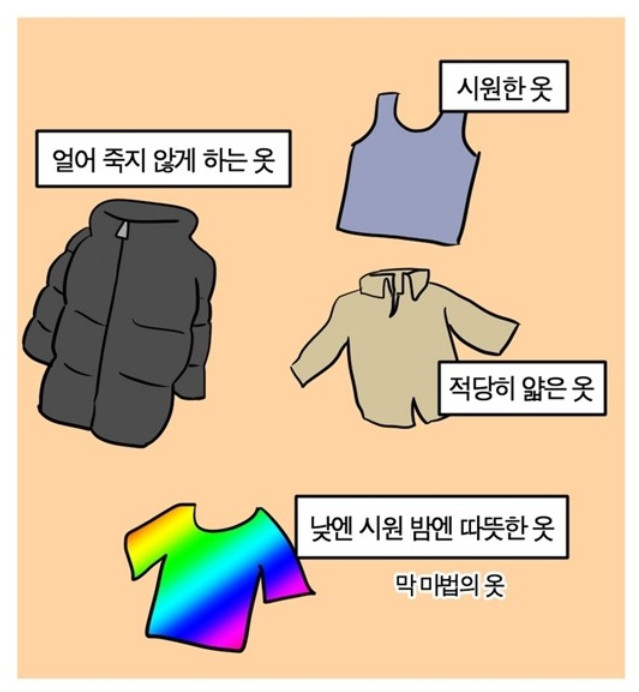 시원한 옷
얼어 죽지 않게 하는 옷
적당히 얇은 옷
낮엔 시원 밤엔 따뜻한 옷
막 마법의 옷